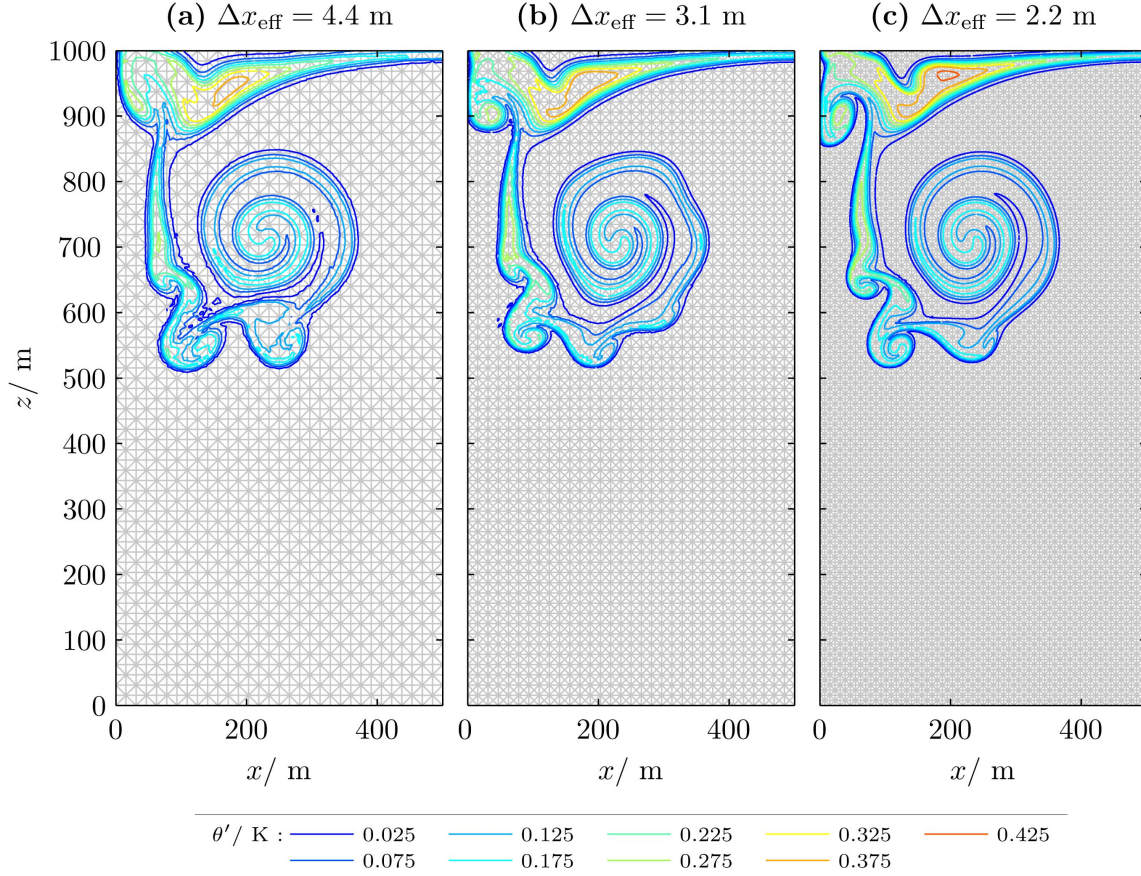 (a) Δx_eff = 4.4 m (b) Δx_eff = 3.1 m (c) Δx_eff = 2.2 m
1000
900
800
700
600
500
400
300
200
100
0
z/ m
0 200 400 0 200 400 0 200 400
x/ m x/ m x/ m
θ′/ K : 0.025 0.125 0.225 0.325 0.425
0.075 0.175 0.275 0.375